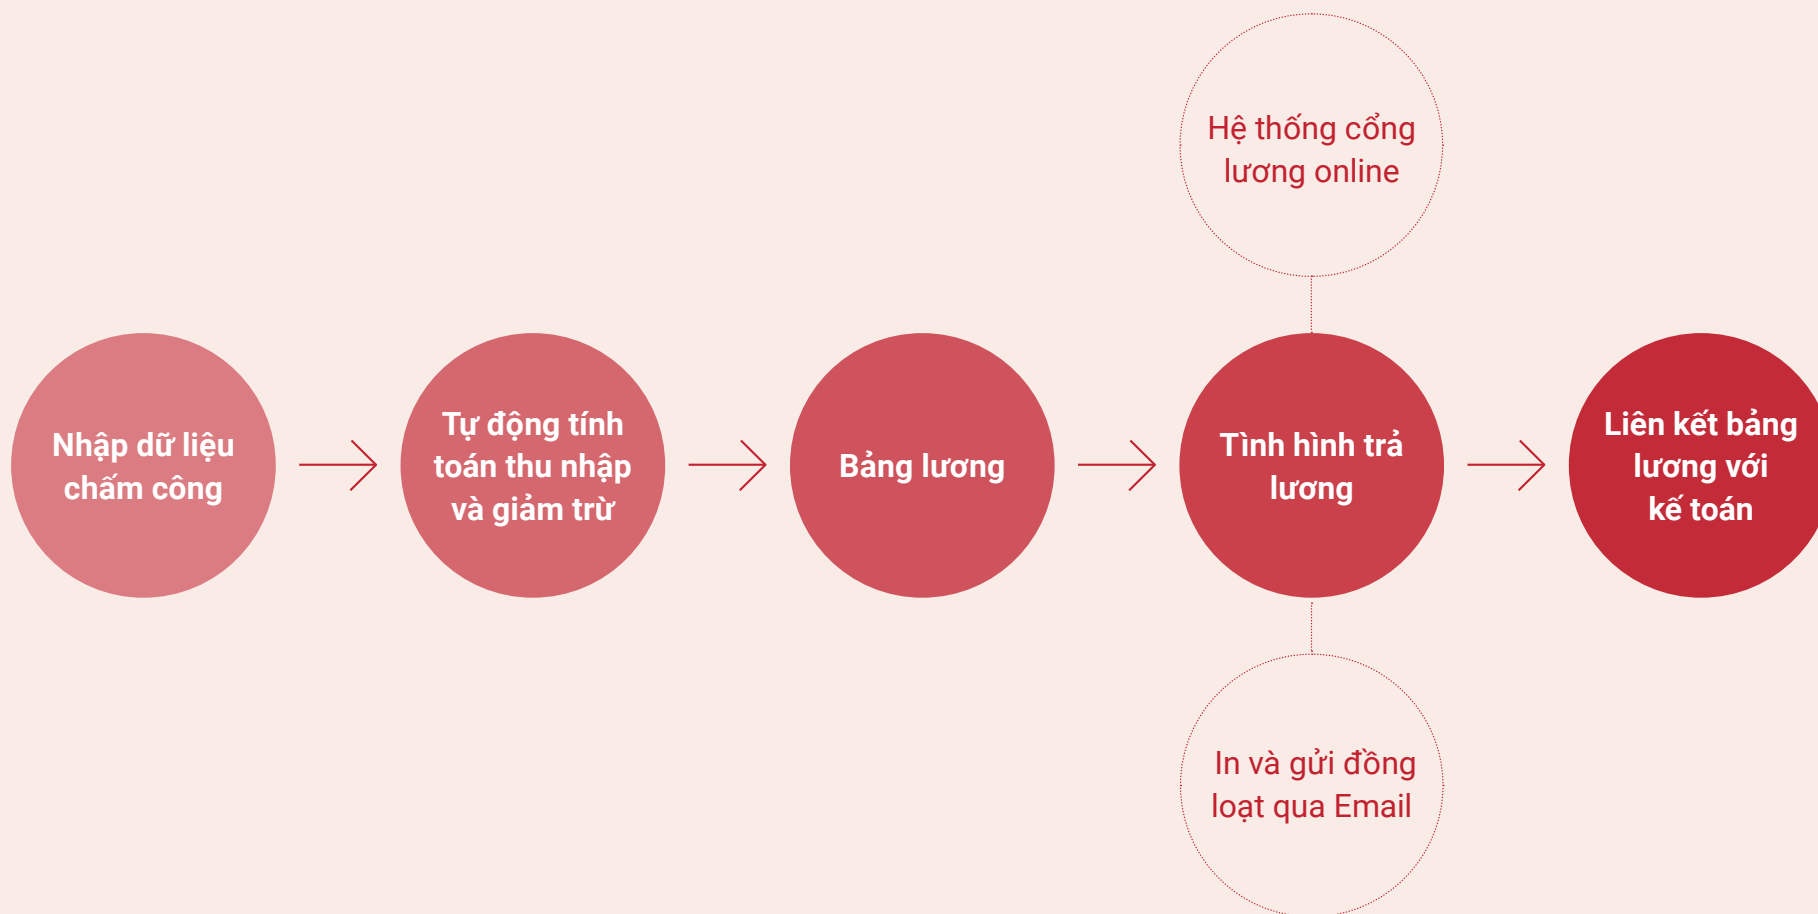 Hệ thống cổng
lương online
Nhập dữ liệu
chấm công
Tự động tính
toán thu nhập
và giảm trừ
Bảng lương
Tình hình trả
lương
Liên kết bảng
lương với
kế toán
In và gửi đồng
loạt qua Email